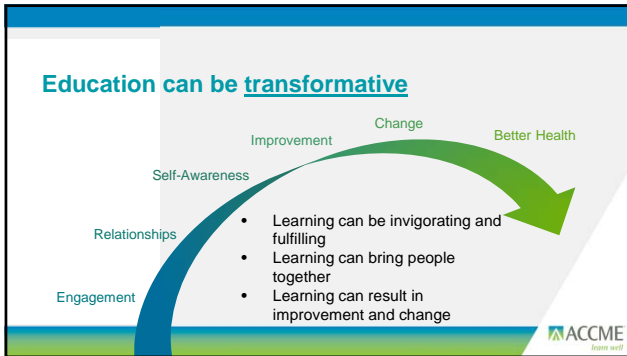 Education can be transformative
Change
Better Health
Improvement
Self-Awareness
Relationships
Engagement
• Learning can be invigorating and
fulfilling
• Learning can bring people
together
• Learning can result in
improvement and change
ACCME
learn well